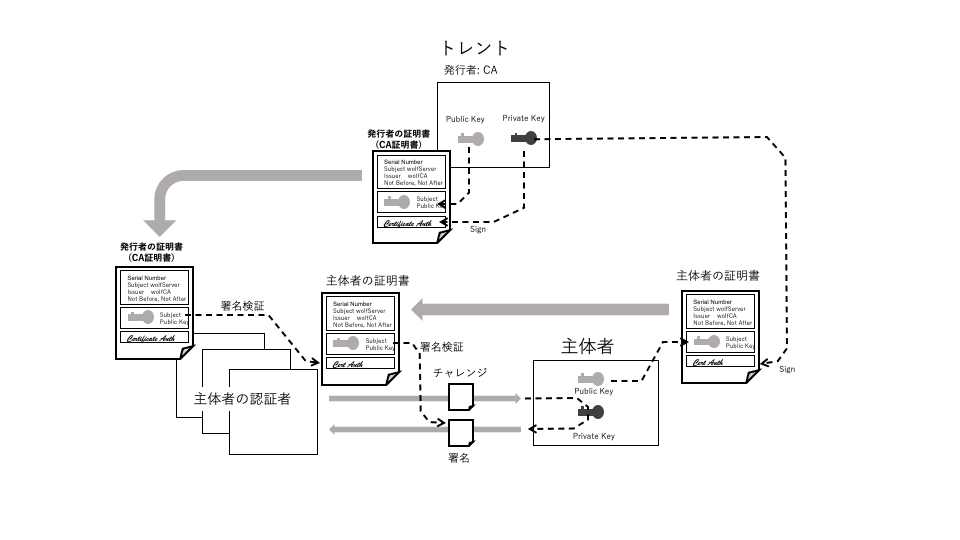 トレント
発行者: CA
Public Key
Private Key
発行者の証明書
(CA証明書)
Serial Number
Subject wolfServer
Issuer wolfCA
Not Before, Not After
Subject
Public Key
Certificate Auth
Sign
発行者の証明書
(CA証明書)
Serial Number
Subject wolfServer
Issuer wolfCA
Not Before, Not After
Subject
Public Key
Certificate Auth
署名検証
主体者の証明書
Serial Number
Subject wolfServer
Issuer wolfCA
Not Before, Not After
Subject
Public Key
Cert Auth
署名検証
主体者の証明書
Serial Number
Subject wolfServer
Issuer wolfCA
Not Before, Not After
Subject
Public Key
Cert Auth
Sign
主体者
Public Key
Private Key
チャレンジ
署名
主体者の認証者